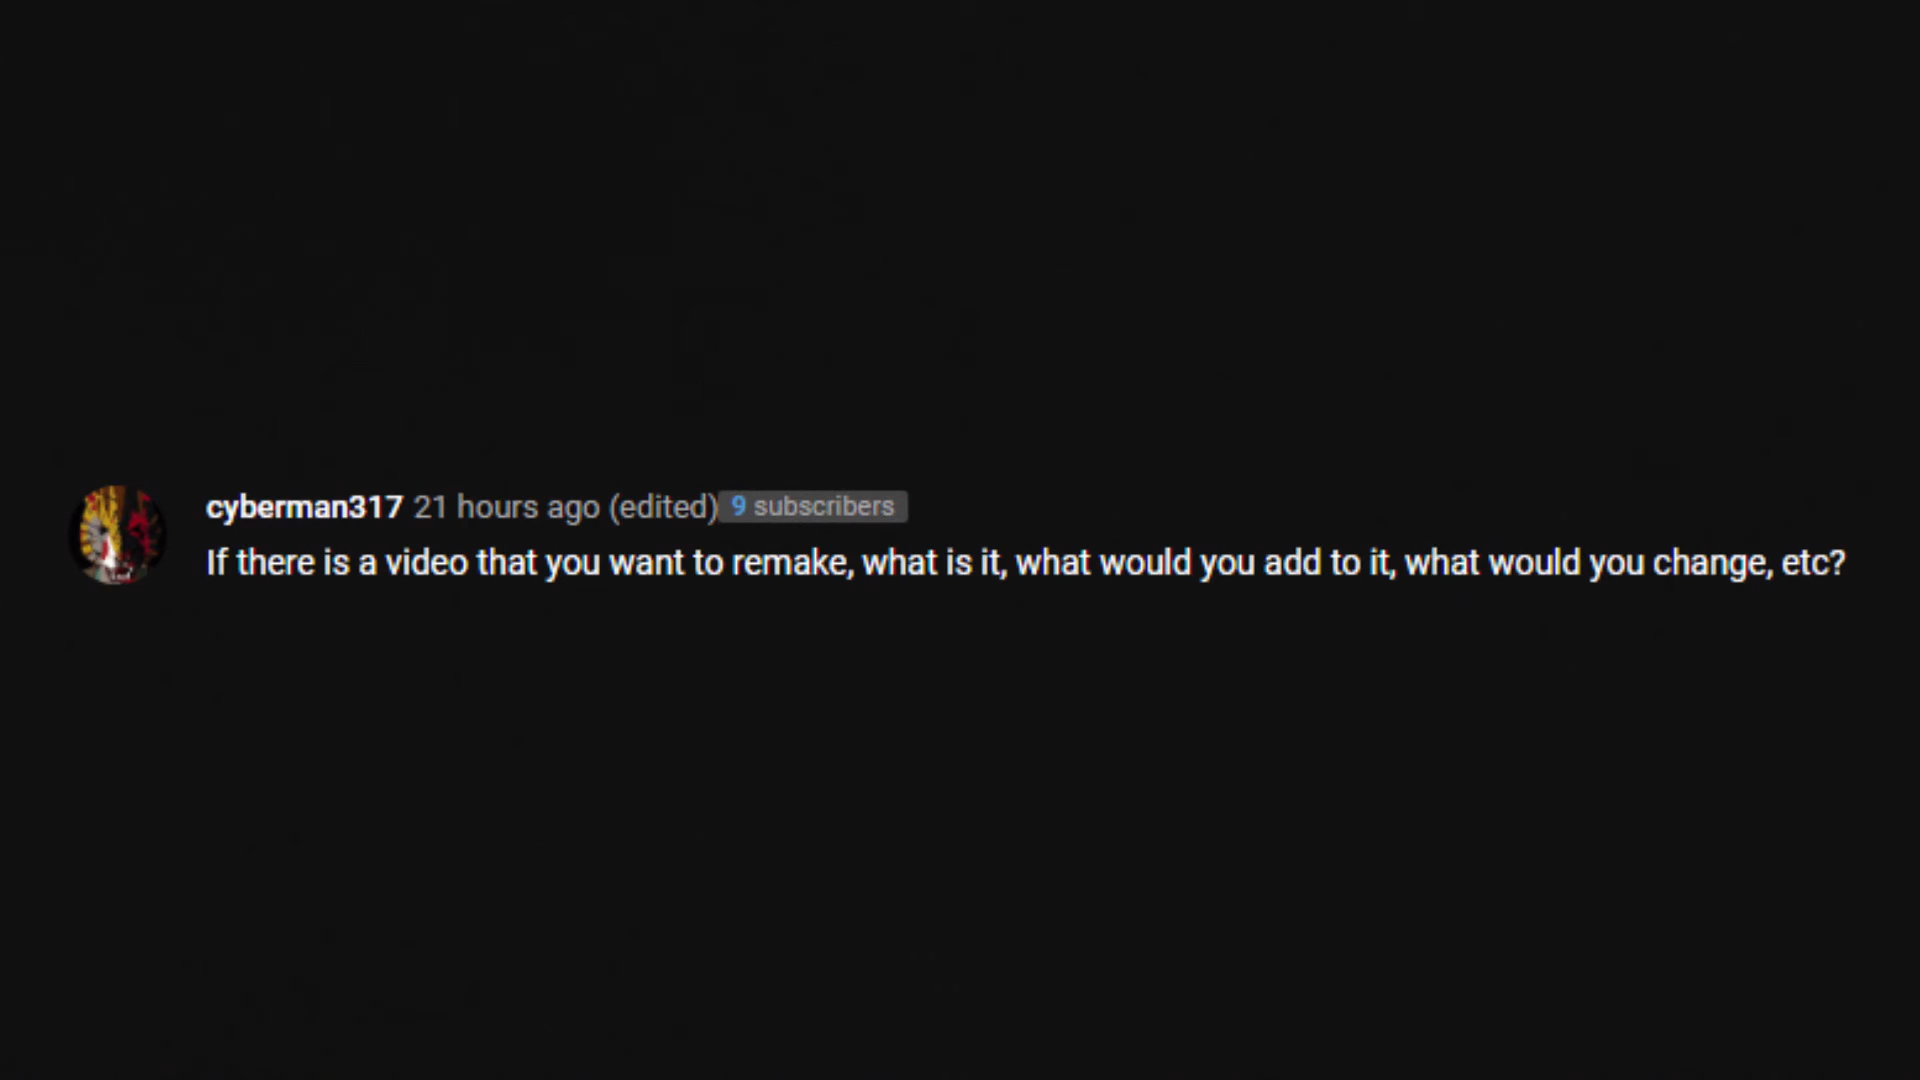 cyberman317 21 hours ago (edited) 9 subscribers
If there is a video that you want to remake, what is it, what would you add to it, what would you change, etc?